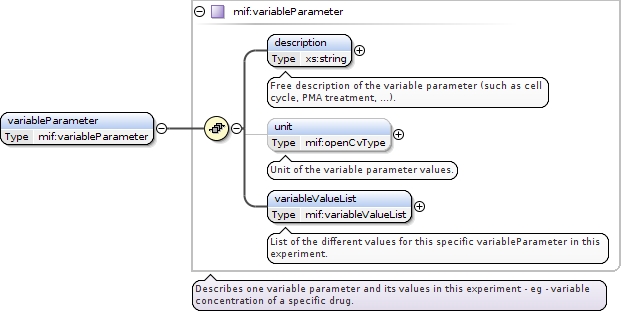 mif:variableParameter
description
Type xs:string
Free description of the variable parameter (such as cell
cycle, PMA treatment, ...).
variableParameter
Type mif:variableParameter
unit
Type mif:openCvType
Unit of the variable parameter values.
variableValueList
Type mif:variableValueList
List of the different values for this specific variableParameter in this
experiment.
Describes one variable parameter and its values in this experiment - eg - variable
concentration of a specific drug.